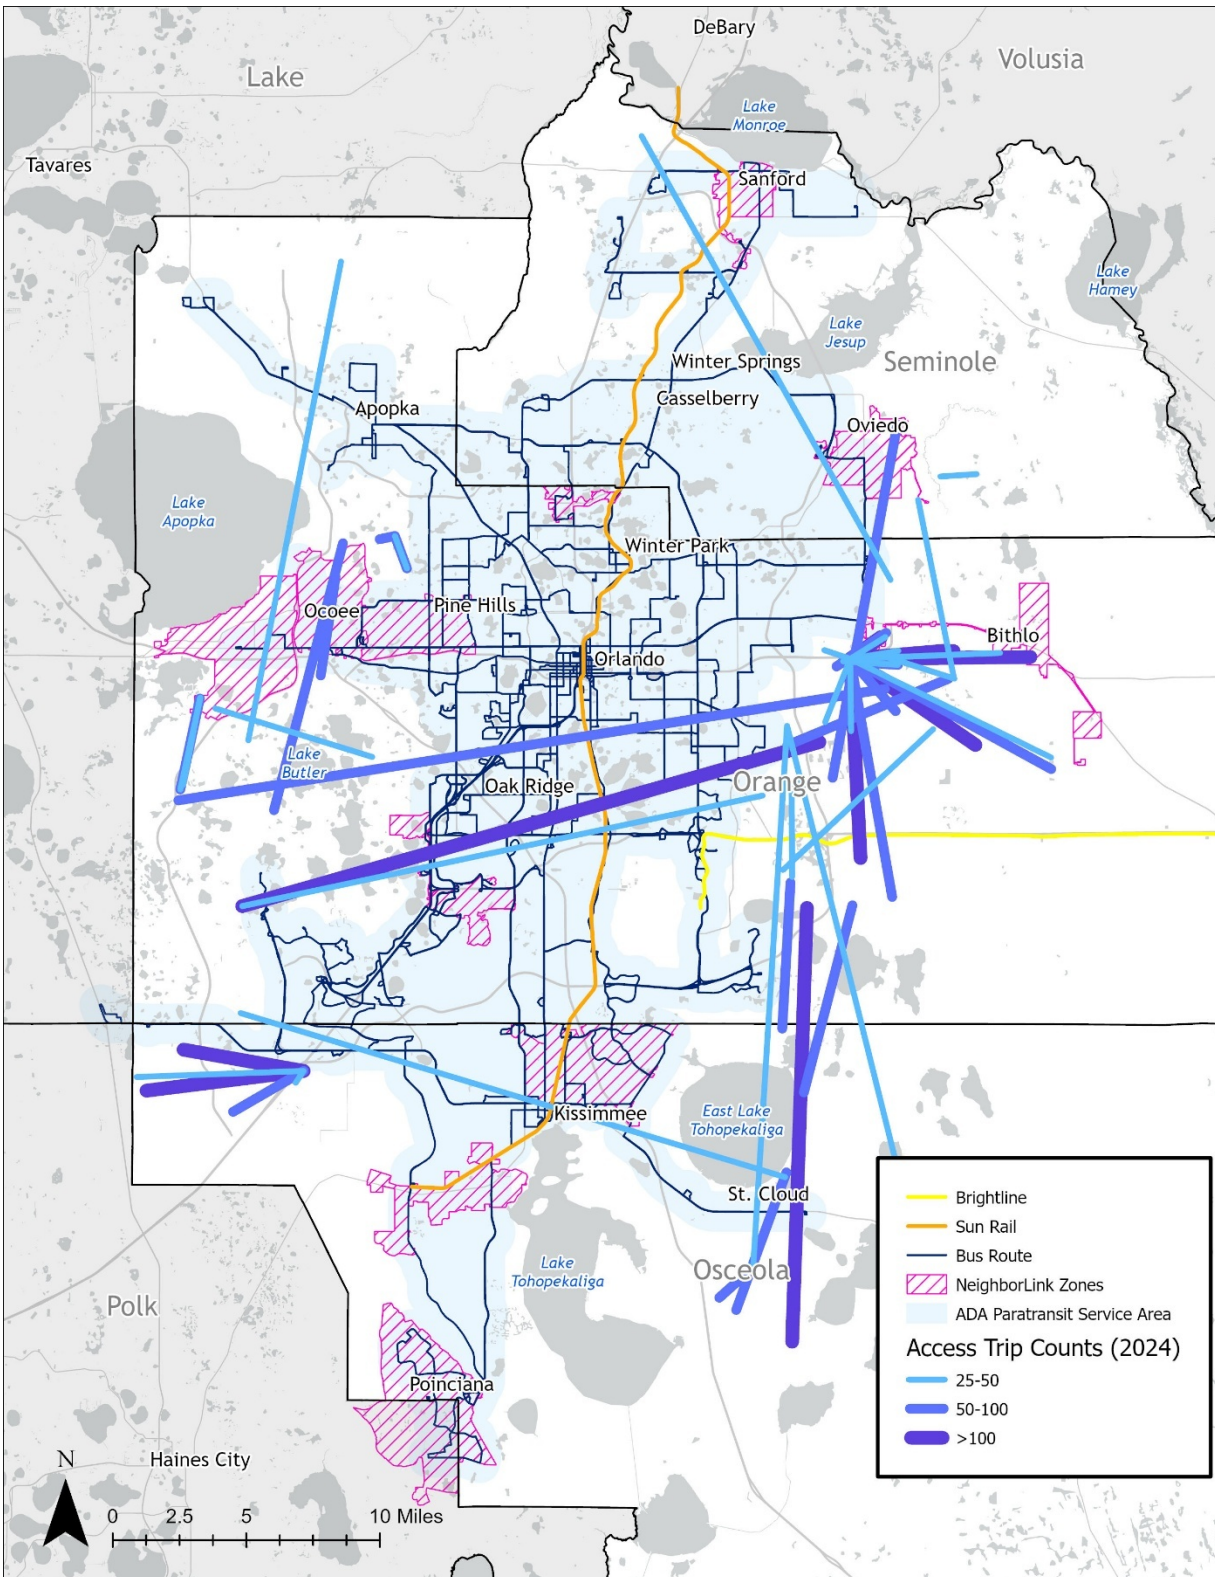 DeBary
Lake
Volusia
Lake
Monroe
Tavares
Sanford
Lake
Harney
Lake
Jesup
Winter Springs
Seminole
Casselberry
Apopka
Oviedo
Lake
Apopka
Winter Park
Ocoee
Pine Hills
Bithlo
Orlando
Lake
Butler
Oak Ridge
Orange
Kissimmee
East Lake
Tohopekaliga
St. Cloud
Lake
Tohopekaliga
Osceola
Polk
Poinciana
Haines City
N
0 2.5 5 10 Miles
Brightline
Sun Rail
Bus Route
NeighborLink Zones
ADA Paratransit Service Area
Access Trip Counts (2024)
25-50
50-100
>100